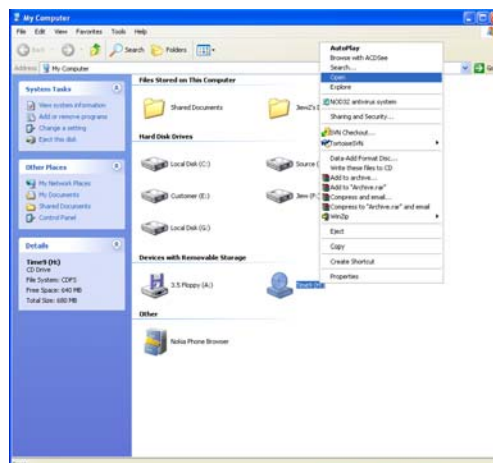 My Computer
File Edit View Favorites Tools Help
Back Search Folders
Address My Computer Go
System Tasks
View system information
Add or remove programs
Change a setting
Eject this disk
Other Places
My Network Places
My Documents
Shared Documents
Control Panel
Details
Time9 (H:)
CD Drive
File System: CDFS
Free Space: 640 MB
Total Size: 680 MB
Files Stored on This Computer
Shared Documents
Hard Disk Drives
Local Disk (C:)
Source (
Customer (E:)
Jew (F:)
Local Disk (G:)
Devices with Removable Storage
3.5 Floppy (A:)
Time9 (H:)
Other
Nokia Phone Browser
AutoPlay
Browse with ACDSee
Search...
Open
Explore
NOD32 antivirus system
Sharing and Security...
SVN Checkout...
TortoiseSVN
Data-Add Format Disc...
Write these files to CD
Add to archive...
Add to "Archive.rar"
Compress and email...
Compress to "Archive.rar" and email
WinZip
Eject
Copy
Create Shortcut
Properties